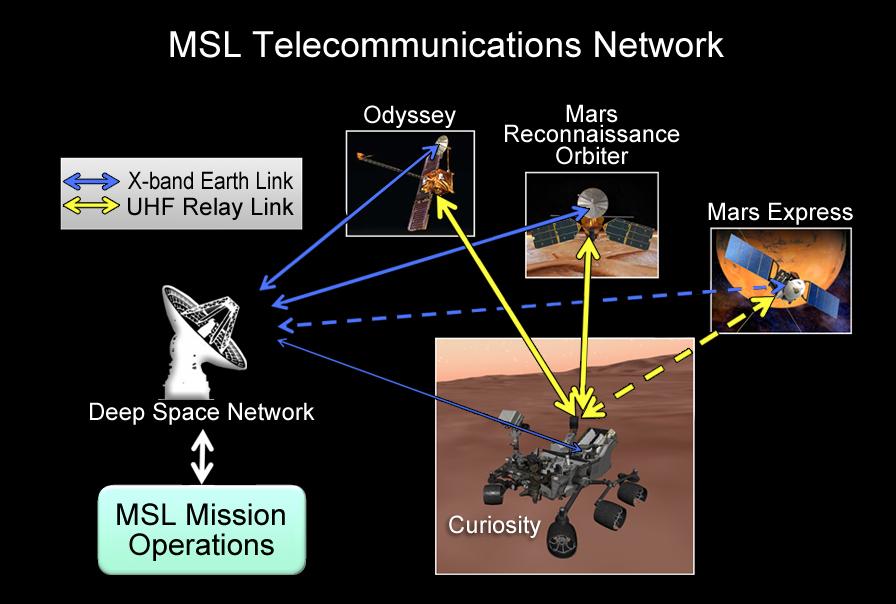 MSL Telecommunications Network
Odyssey
Mars
Reconnaissance
Orbiter
X-band Earth Link
UHF Relay Link
Mars Express
Deep Space Network
MSL Mission
Operations
Curiosity